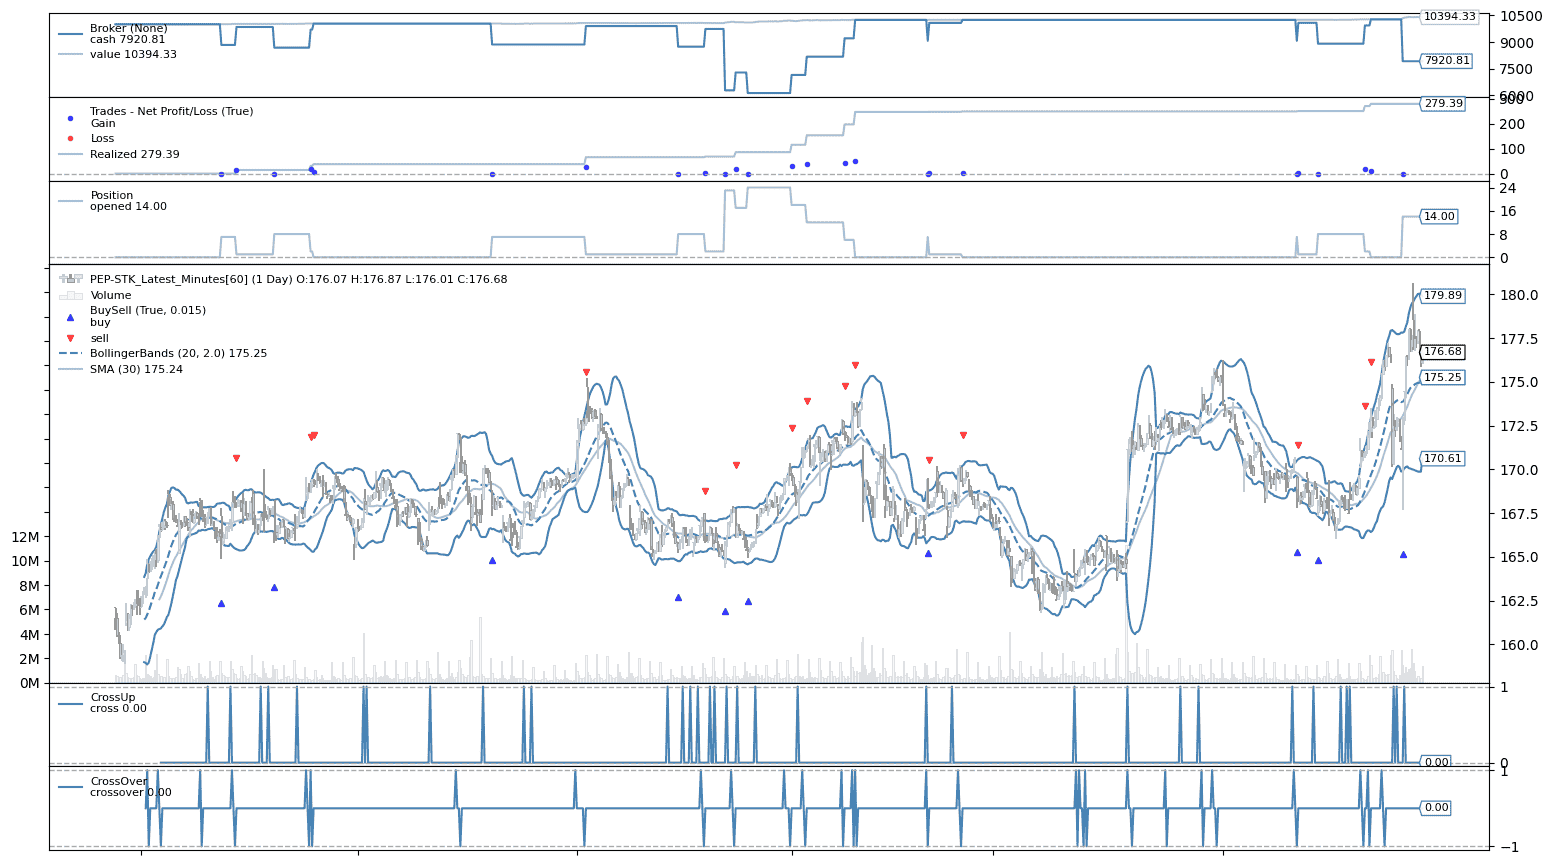 Broker (None)
cash 7920.81
value 10394.33
10500
10394.33
9000
7920.81
7500
6000
Trades - Net Profit/Loss (True)
Gain
Loss
Realized 279.39
300
279.39
200
100
0
Position
opened 14.00
24
16
14.00
8
0
PEP-STK_Latest_Minutes[60] (1 Day) O:176.07 H:176.87 L:176.01 C:176.68
Volume
BuySell (True, 0.015)
buy
sell
BollingerBands (20, 2.0) 175.25
SMA (30) 175.24
180.0
179.89
177.5
176.68
175.25
175.0
172.5
170.61
170.0
167.5
165.0
162.5
160.0
12M
10M
8M
6M
4M
2M
0M
CrossUp
cross 0.00
1
0.00
0
CrossOver
crossover 0.00
1
0.00
−1